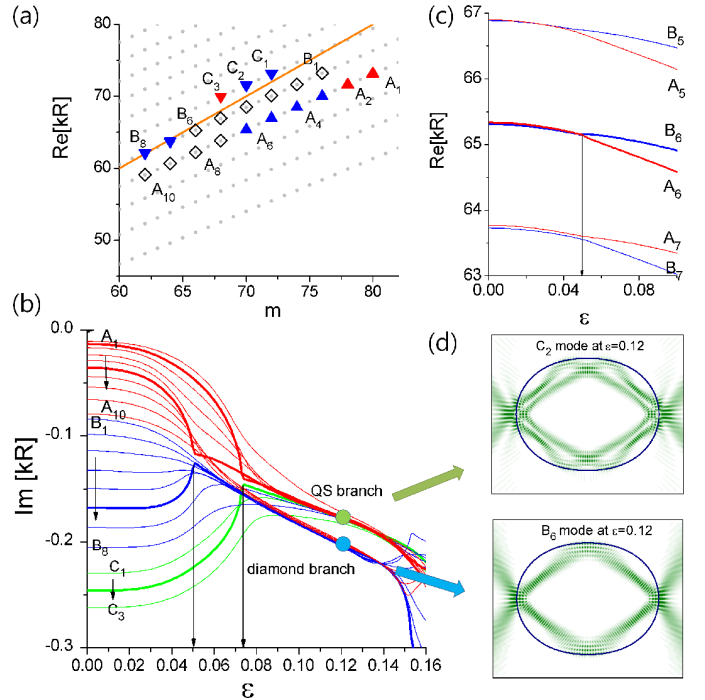 (a)
80
70
60
50
Re[kR]
60 65 70 75 80
m
B₈
B₆
C₃
C₂
C₁
B₁
A₁
A₂
A₄
A₆
A₈
A₁₀
(c)
67
66
65
64
63
Re[kR]
0.00 0.04 0.08
ε
B₅
A₅
B₆
A₆
A₇
B₇
(b)
0.0
-0.1
-0.2
-0.3
Im [kR]
A₁
A₁₀
B₁
B₈
C₁
C₃
QS branch
diamond branch
0.00 0.02 0.04 0.06 0.08 0.10 0.12 0.14 0.16
ε
(d)
C₂ mode at ε=0.12
B₆ mode at ε=0.12